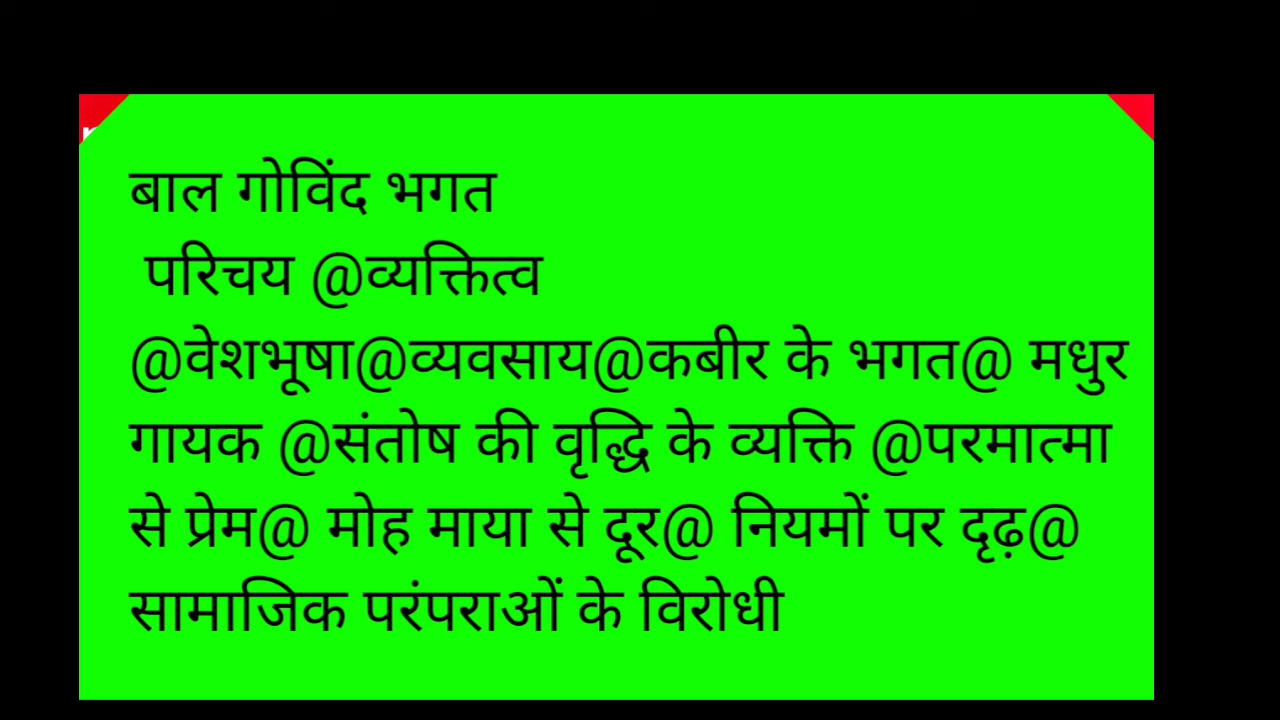 बाल गोविंद भगत
परिचय @व्यक्तित्व
@वेशभूषा@व्यवसाय@कबीर के भगत@ मधुर
गायक @संतोष की वृद्धि के व्यक्ति @परमात्मा
से प्रेम@ मोह माया से दूर@ नियमों पर दृढ़@
सामाजिक परंपराओं के विरोधी